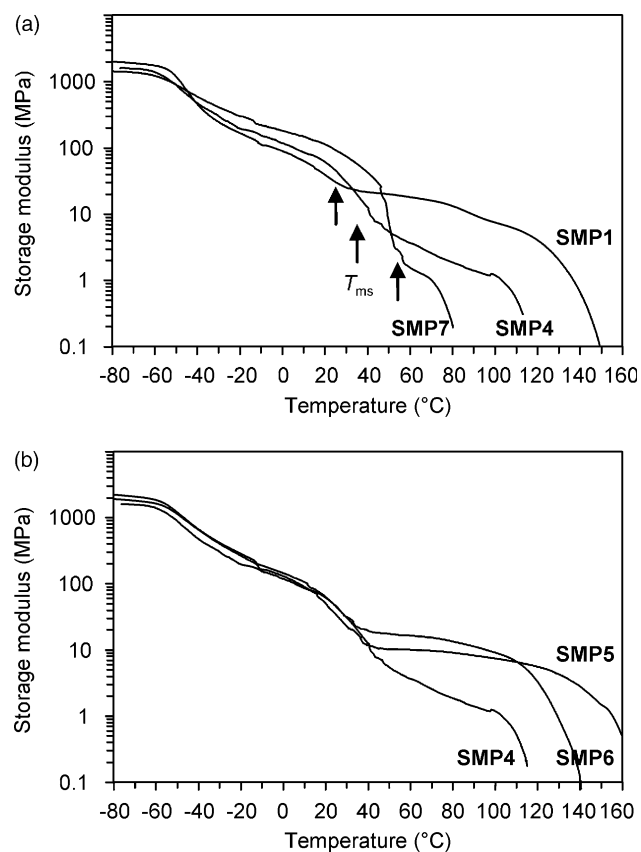 (a)
Storage modulus (MPa)
1000
100
10
1
0.1
SMP1
Tms
SMP7
SMP4
-80 -60 -40 -20 0 20 40 60 80 100 120 140 160
Temperature (°C)
(b)
Storage modulus (MPa)
1000
100
10
1
0.1
SMP5
SMP4
SMP6
-80 -60 -40 -20 0 20 40 60 80 100 120 140 160
Temperature (°C)